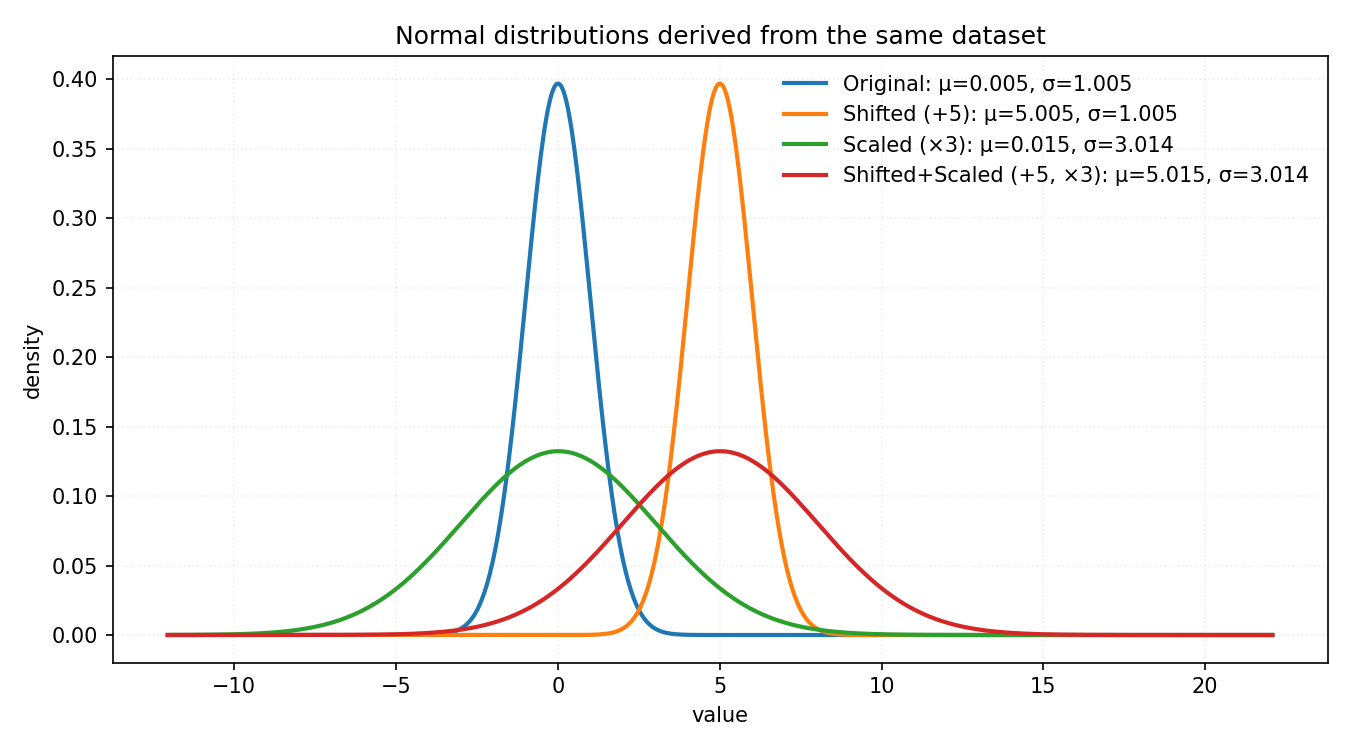 Normal distributions derived from the same dataset
Original: μ=0.005, σ=1.005
Shifted (+5): μ=5.005, σ=1.005
Scaled (×3): μ=0.015, σ=3.014
Shifted+Scaled (+5, ×3): μ=5.015, σ=3.014
density
0.40
0.35
0.30
0.25
0.20
0.15
0.10
0.05
0.00
−10 −5 0 5 10 15 20
value